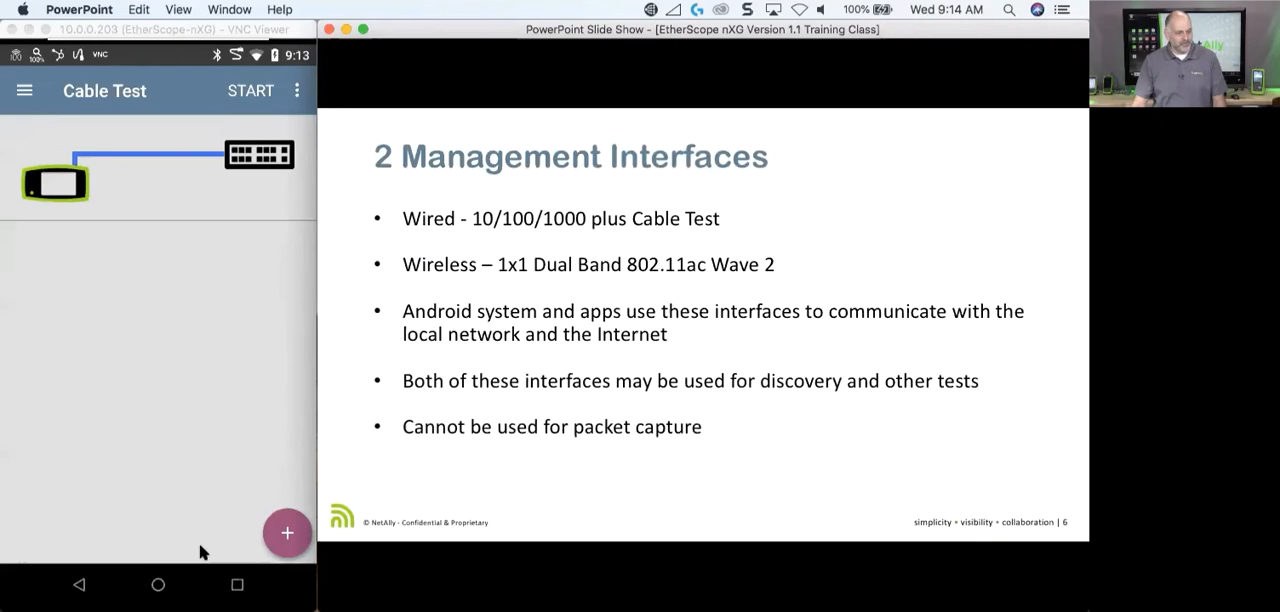 PowerPoint Edit View Window Help
100% Wed 9:14 AM
10.0.0.203 (EtherScope-nXG) - VNC Viewer
PowerPoint Slide Show - [EtherScope nXG Version 1.1 Training Class]
100 100% VNC 9:13
Cable Test START
2 Management Interfaces
• Wired - 10/100/1000 plus Cable Test
• Wireless – 1x1 Dual Band 802.11ac Wave 2
• Android system and apps use these interfaces to communicate with the
local network and the Internet
• Both of these interfaces may be used for discovery and other tests
• Cannot be used for packet capture
© NetAlly - Confidential & Proprietary
simplicity • visibility • collaboration | 6